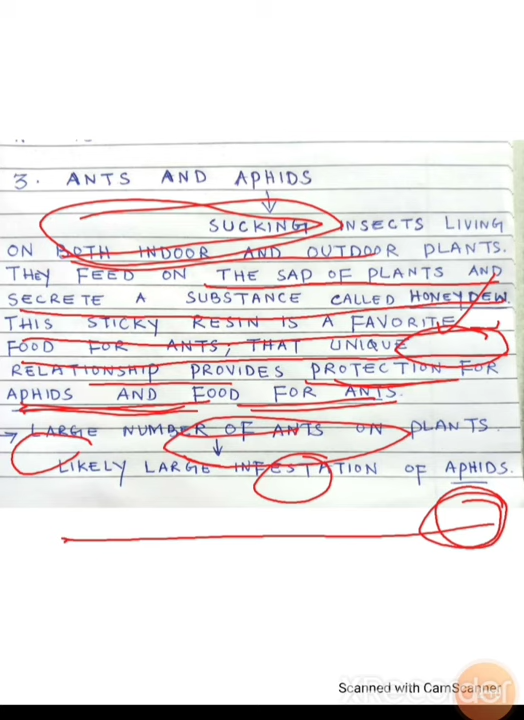 3. ANTS AND APHIDS
SUCKING INSECTS LIVING
ON BOTH INDOOR AND OUTDOOR PLANTS.
THEY FEED ON THE SAP OF PLANTS AND
SECRETE A SUBSTANCE CALLED HONEYDEW.
THIS STICKY RESIN IS A FAVORITE
FOOD FOR ANTS, THAT UNIQUE
RELATIONSHIP PROVIDES PROTECTION FOR
APHIDS AND FOOD FOR ANTS.
→ LARGE NUMBER OF ANTS ON PLANTS.
LIKELY LARGE INFESTATION OF APHIDS.
Scanned with CamScanner
XRecorder